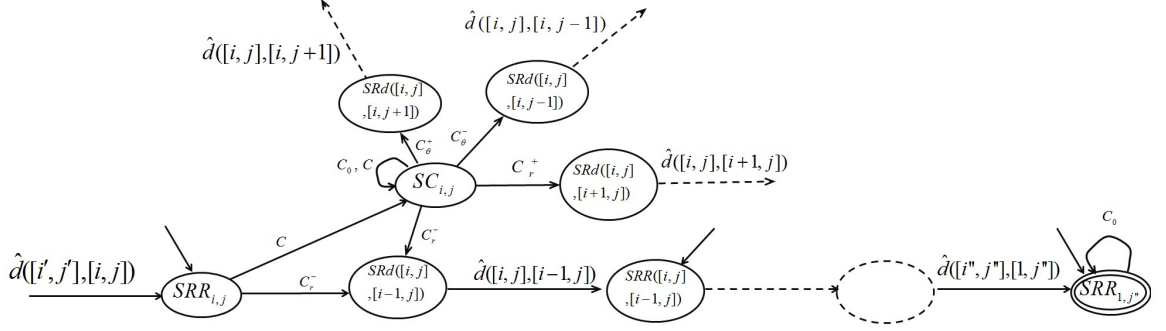 d̂([i, j],[i, j−1])
d̂([i, j],[i, j+1])
SRd([i, j]
,[i, j+1])
SRd([i, j]
,[i, j−1])
C_θ^+
C_θ^−
C_0, C
SC_{i,j}
C_r^+
SRd([i, j]
,[i+1, j])
d̂([i, j],[i+1, j])
C
C_r^−
C_0
d̂([i′, j′],[i, j])
SRR_{i,j}
C_r^−
SRd([i, j]
,[i−1, j])
d̂([i, j],[i−1, j])
SRR([i, j]
,[i−1, j])
d̂([i", j"],[1, j"])
SRR_{1,j"}